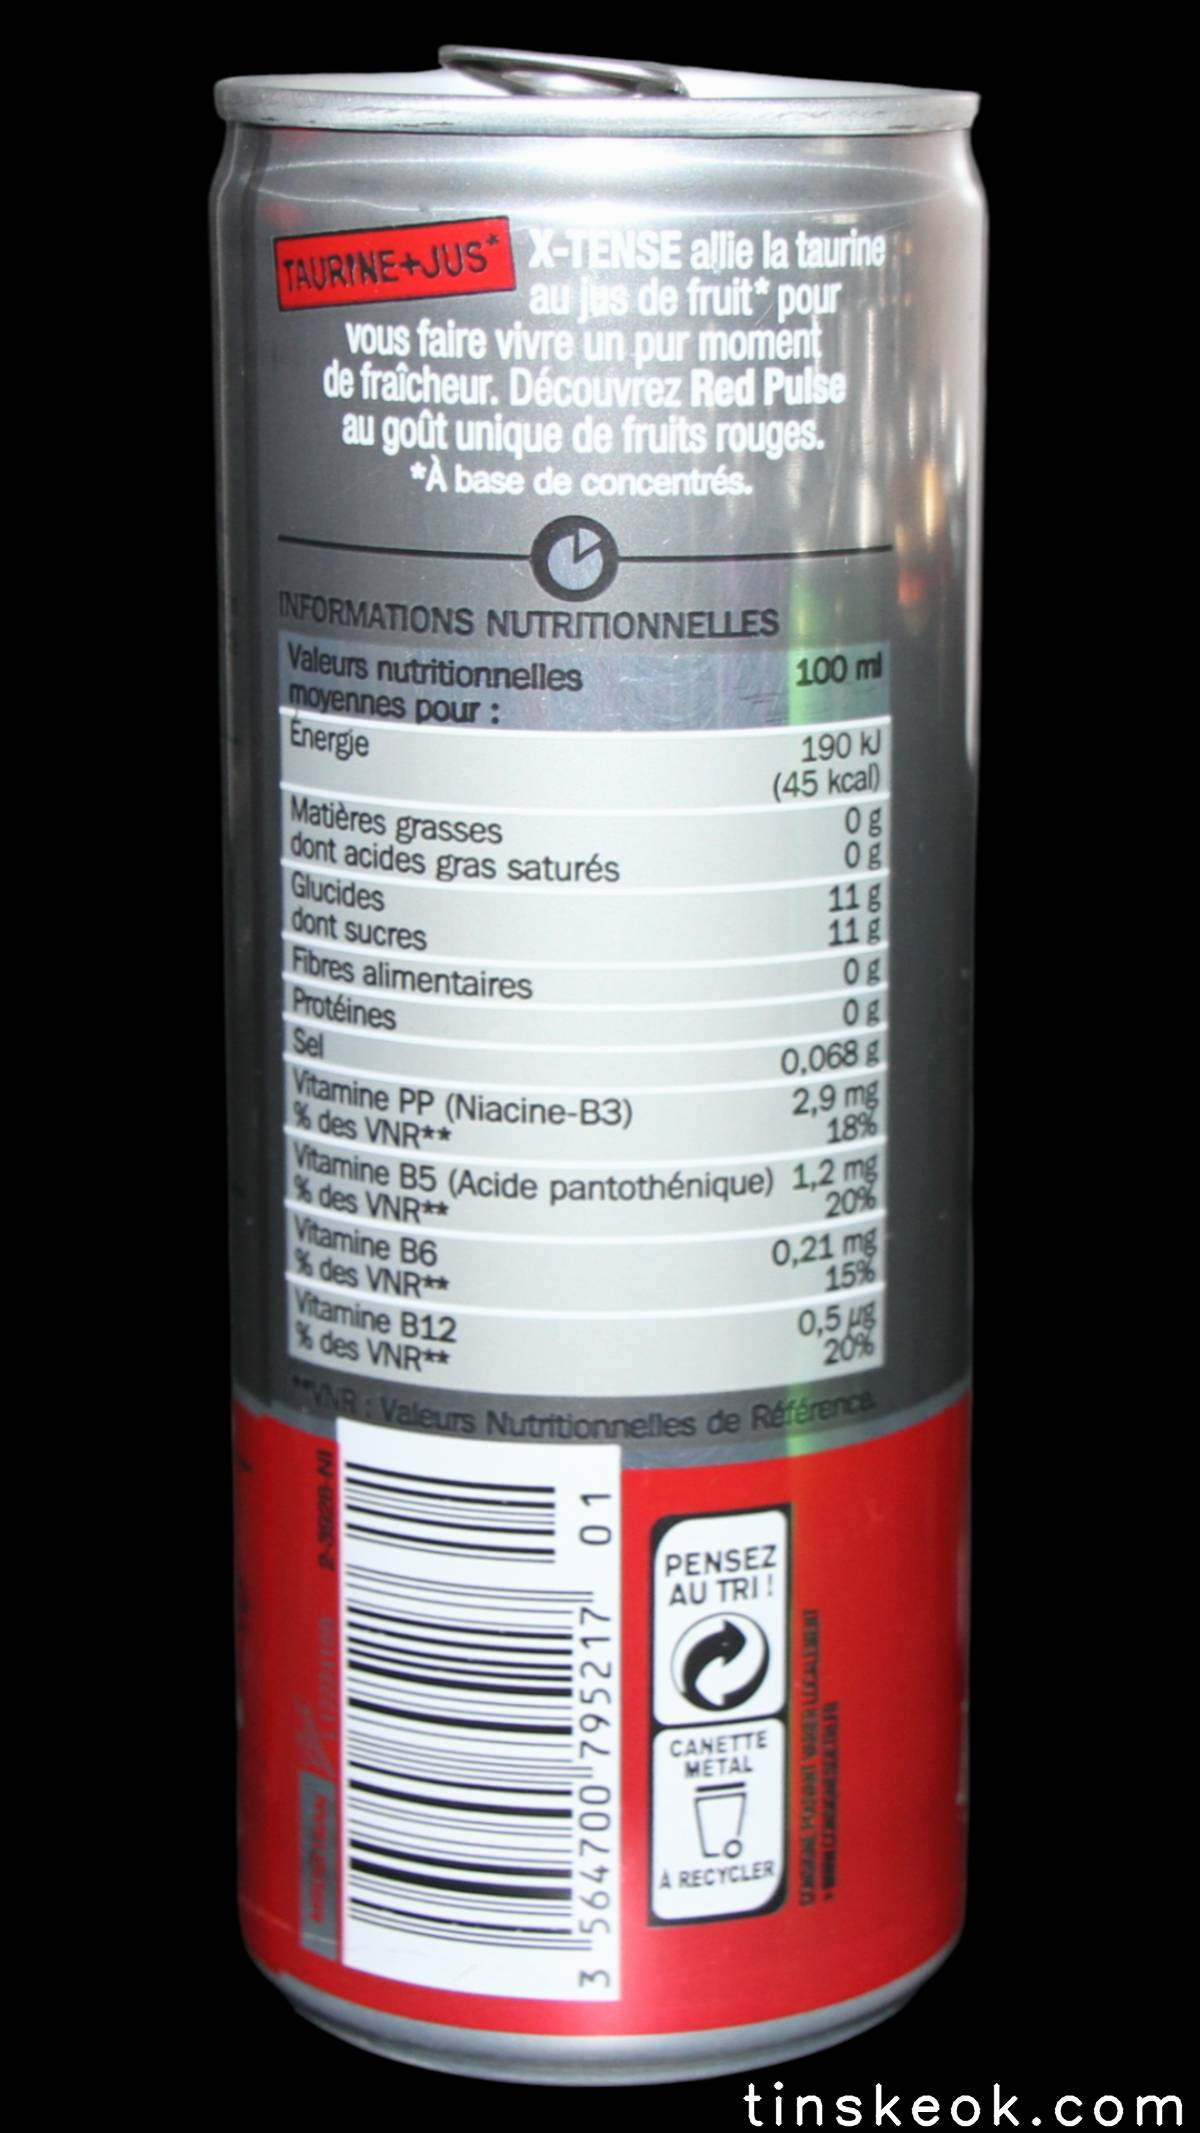 TAURINE+JUS*
X-TENSE allie la taurine
au jus de fruit* pour
vous faire vivre un pur moment
de fraîcheur. Découvrez Red Pulse
au goût unique de fruits rouges.
*À base de concentrés.
INFORMATIONS NUTRITIONNELLES
Valeurs nutritionnelles 100 ml
moyennes pour :
Énergie 190 kJ
(45 kcal)
Matières grasses 0 g
dont acides gras saturés 0 g
Glucides 11 g
dont sucres 11 g
Fibres alimentaires 0 g
Protéines 0 g
Sel 0,068 g
Vitamine PP (Niacine-B3) 2,9 mg
% des VNR** 18%
Vitamine B5 (Acide pantothénique) 1,2 mg
% des VNR** 20%
Vitamine B6 0,21 mg
% des VNR** 15%
Vitamine B12 0,5 µg
% des VNR** 20%
**VNR : Valeurs Nutritionnelles de Référence.
3 564700 795217 01
PENSEZ
AU TRI !
CANETTE
MÉTAL
À RECYCLER
CONSIGNE POUVANT VARIER LOCALEMENT
tinskeok.com